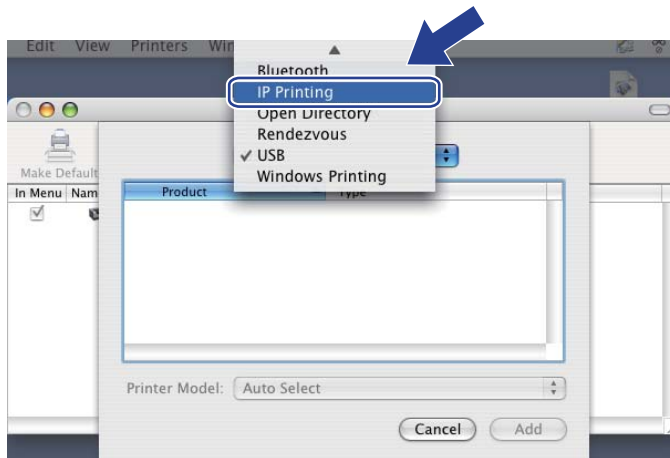 Edit View Printers
Bluetooth
IP Printing
Open Directory
Rendezvous
✓ USB
Windows Printing
Make Default
In Menu Nam
Product Type
Printer Model: Auto Select
Cancel Add